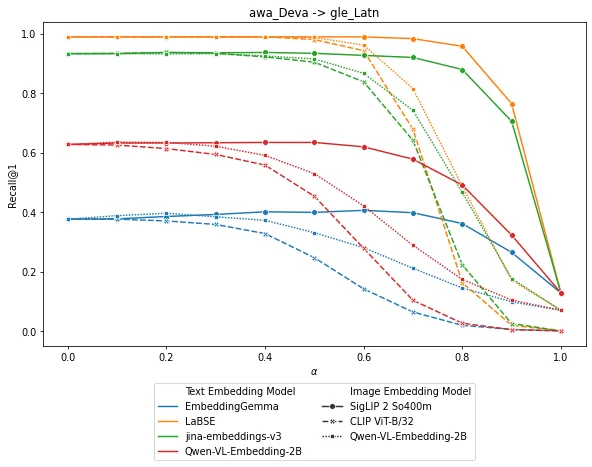 awa_Deva -> gle_Latn
Recall@1
1.0
0.8
0.6
0.4
0.2
0.0
0.0 0.2 0.4 0.6 0.8 1.0
α
Text Embedding Model
EmbeddingGemma
LaBSE
jina-embeddings-v3
Qwen-VL-Embedding-2B
Image Embedding Model
SigLIP 2 So400m
CLIP ViT-B/32
Qwen-VL-Embedding-2B